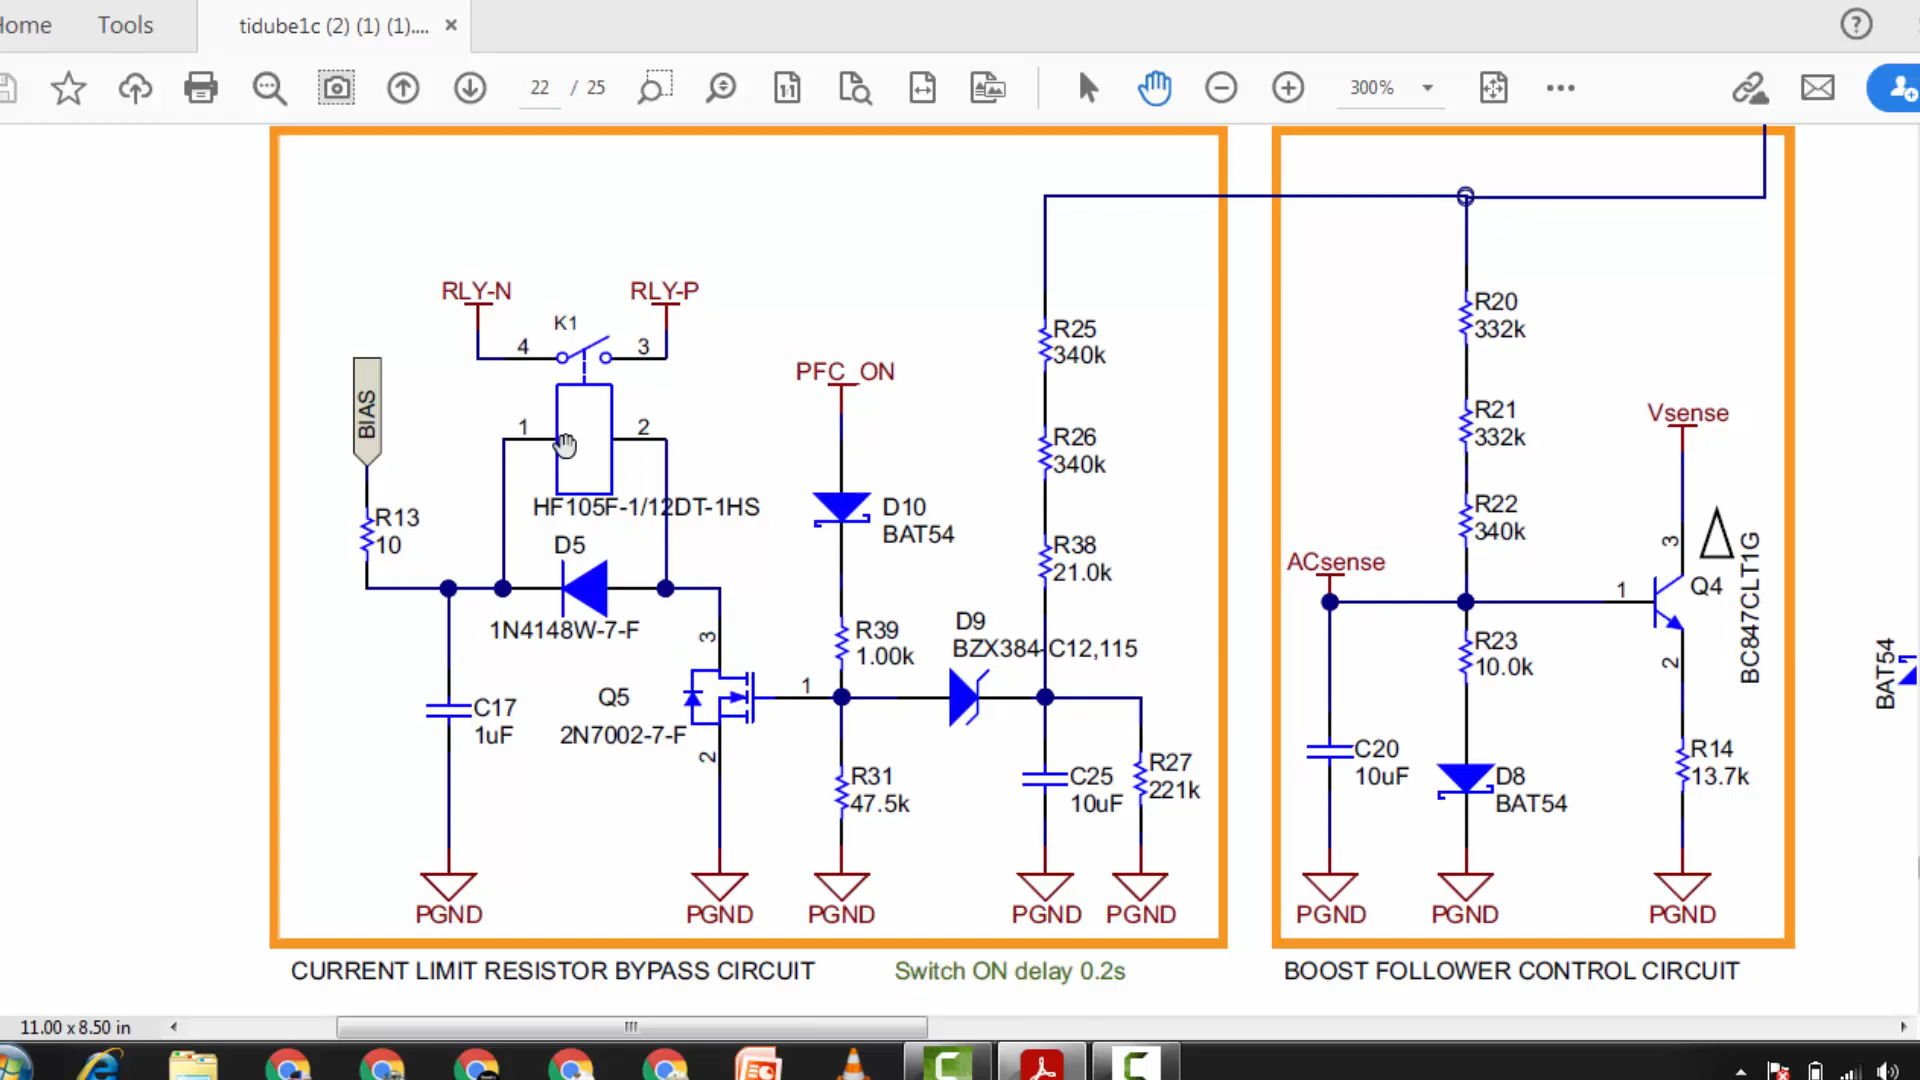 Home
Tools
tidube1c (2) (1) (1)....
22 / 25
300%
RLY-N
RLY-P
K1
4
3
BIAS
1
2
HF105F-1/12DT-1HS
R13
10
D5
1N4148W-7-F
C17
1uF
3
Q5
2N7002-7-F
2
1
PFC_ON
D10
BAT54
R39
1.00k
R31
47.5k
D9
BZX384-C12,115
R25
340k
R26
340k
R38
21.0k
C25
10uF
R27
221k
PGND
PGND
PGND
PGND
PGND
CURRENT LIMIT RESISTOR BYPASS CIRCUIT
Switch ON delay 0.2s
R20
332k
R21
332k
R22
340k
ACsense
R23
10.0k
C20
10uF
D8
BAT54
Vsense
3
1
Q4
BC847CLT1G
2
R14
13.7k
PGND
PGND
PGND
BOOST FOLLOWER CONTROL CIRCUIT
BAT54
11.00 x 8.50 in